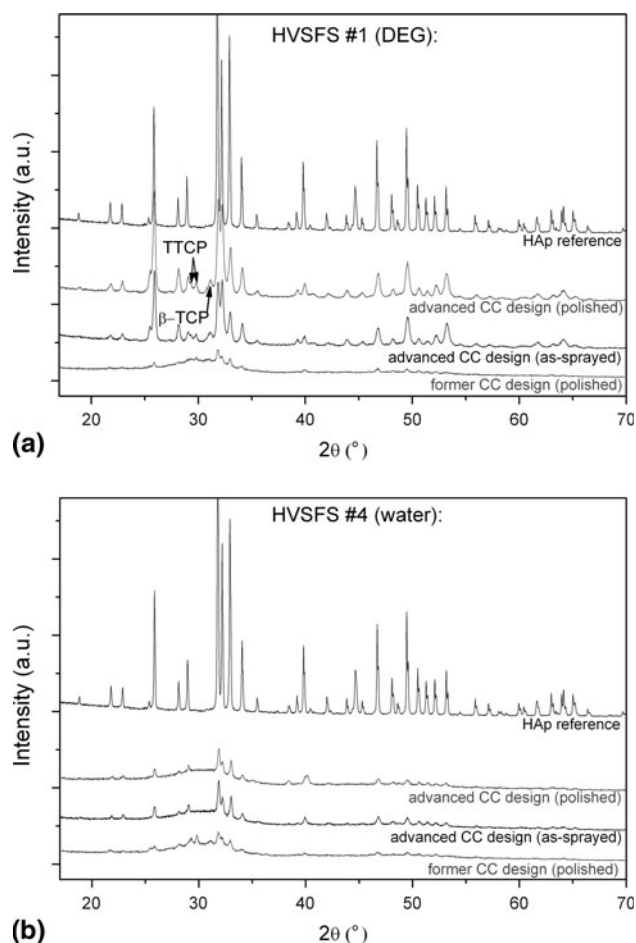 (a)
HVSFS #1 (DEG):
Intensity (a.u.)
HAp reference
TTCP
advanced CC design (polished)
β-TCP
advanced CC design (as-sprayed)
former CC design (polished)
20 30 40 50 60 70
2θ (°)
(b)
HVSFS #4 (water):
Intensity (a.u.)
HAp reference
advanced CC design (polished)
advanced CC design (as-sprayed)
former CC design (polished)
20 30 40 50 60 70
2θ (°)